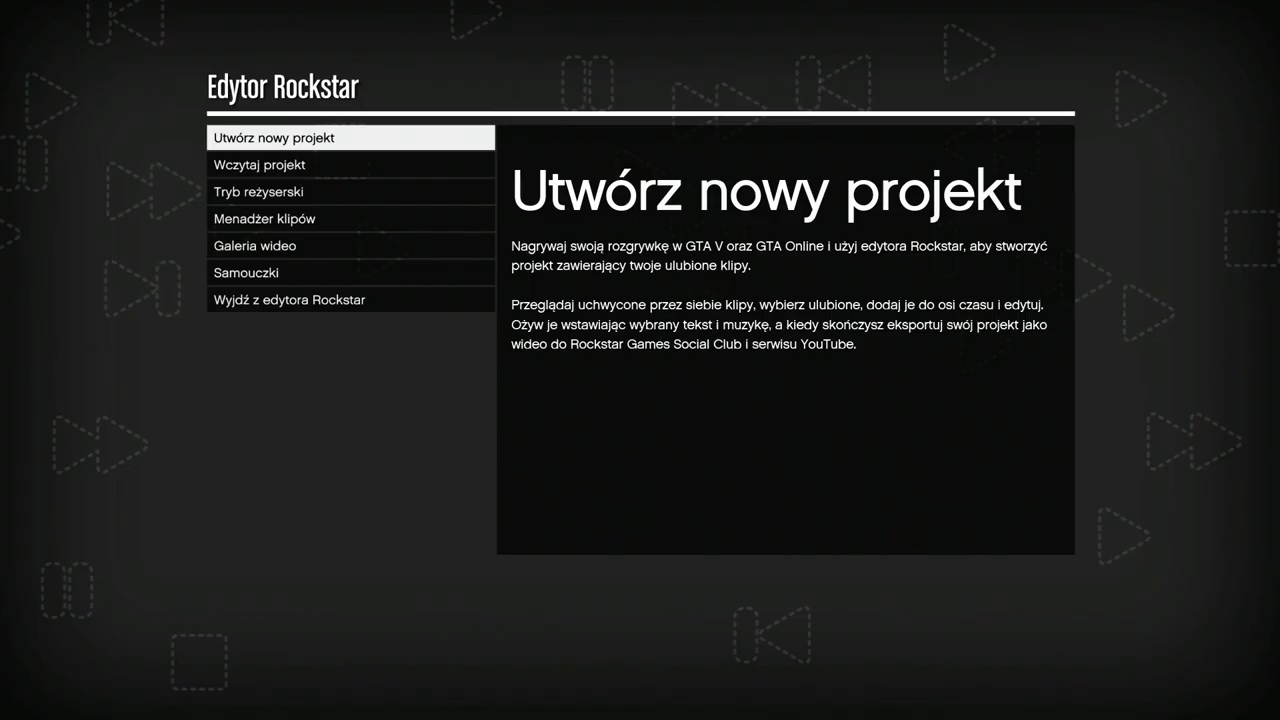 Edytor Rockstar
Utwórz nowy projekt
Wczytaj projekt
Tryb reżyserski
Menadżer klipów
Galeria wideo
Samouczki
Wyjdź z edytora Rockstar
Utwórz nowy projekt
Nagrywaj swoją rozgrywkę w GTA V oraz GTA Online i użyj edytora Rockstar, aby stworzyć
projekt zawierający twoje ulubione klipy.
Przeglądaj uchwycone przez siebie klipy, wybierz ulubione, dodaj je do osi czasu i edytuj.
Ożyw je wstawiając wybrany tekst i muzykę, a kiedy skończysz eksportuj swój projekt jako
wideo do Rockstar Games Social Club i serwisu YouTube.